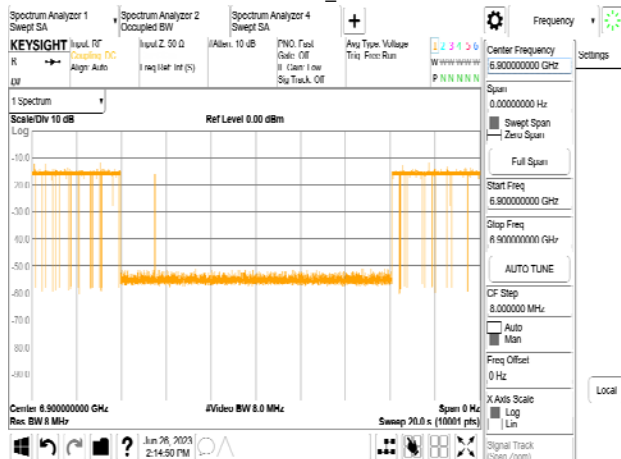 Spectrum Analyzer 1
Swept SA
Spectrum Analyzer 2
Occupied BW
Spectrum Analyzer 4
Swept SA
+
Frequency
KEYSIGHT
R
Input: RF
Coupling: DC
Align: Auto
Input Z: 50 Ω
Freq Ref: Int (S)
#Atten: 10 dB
PNO: Fast
Gate: Off
IF Gain: Low
Sig Track: Off
Avg Type: Voltage
Trig: Free Run
1 2 3 4 5 6
W W W W W W
P N N N N N
1 Spectrum
Scale/Div 10 dB
Ref Level 0.00 dBm
Log
-10.0
-20.0
-30.0
-40.0
-50.0
-60.0
-70.0
-80.0
-90.0
Center 6.900000000 GHz
#Video BW 8.0 MHz
Span 0 Hz
Res BW 8 MHz
Sweep 20.0 s (10001 pts)
?
Jun 26, 2023
2:14:50 PM
Center Frequency
6.900000000 GHz
Settings
Span
0.00000000 Hz
Swept Span
Zero Span
Full Span
Start Freq
6.900000000 GHz
Stop Freq
6.900000000 GHz
AUTO TUNE
CF Step
8.000000 MHz
Auto
Man
Freq Offset
0 Hz
X Axis Scale
Log
Lin
Local
Signal Track
(Span Zoom)